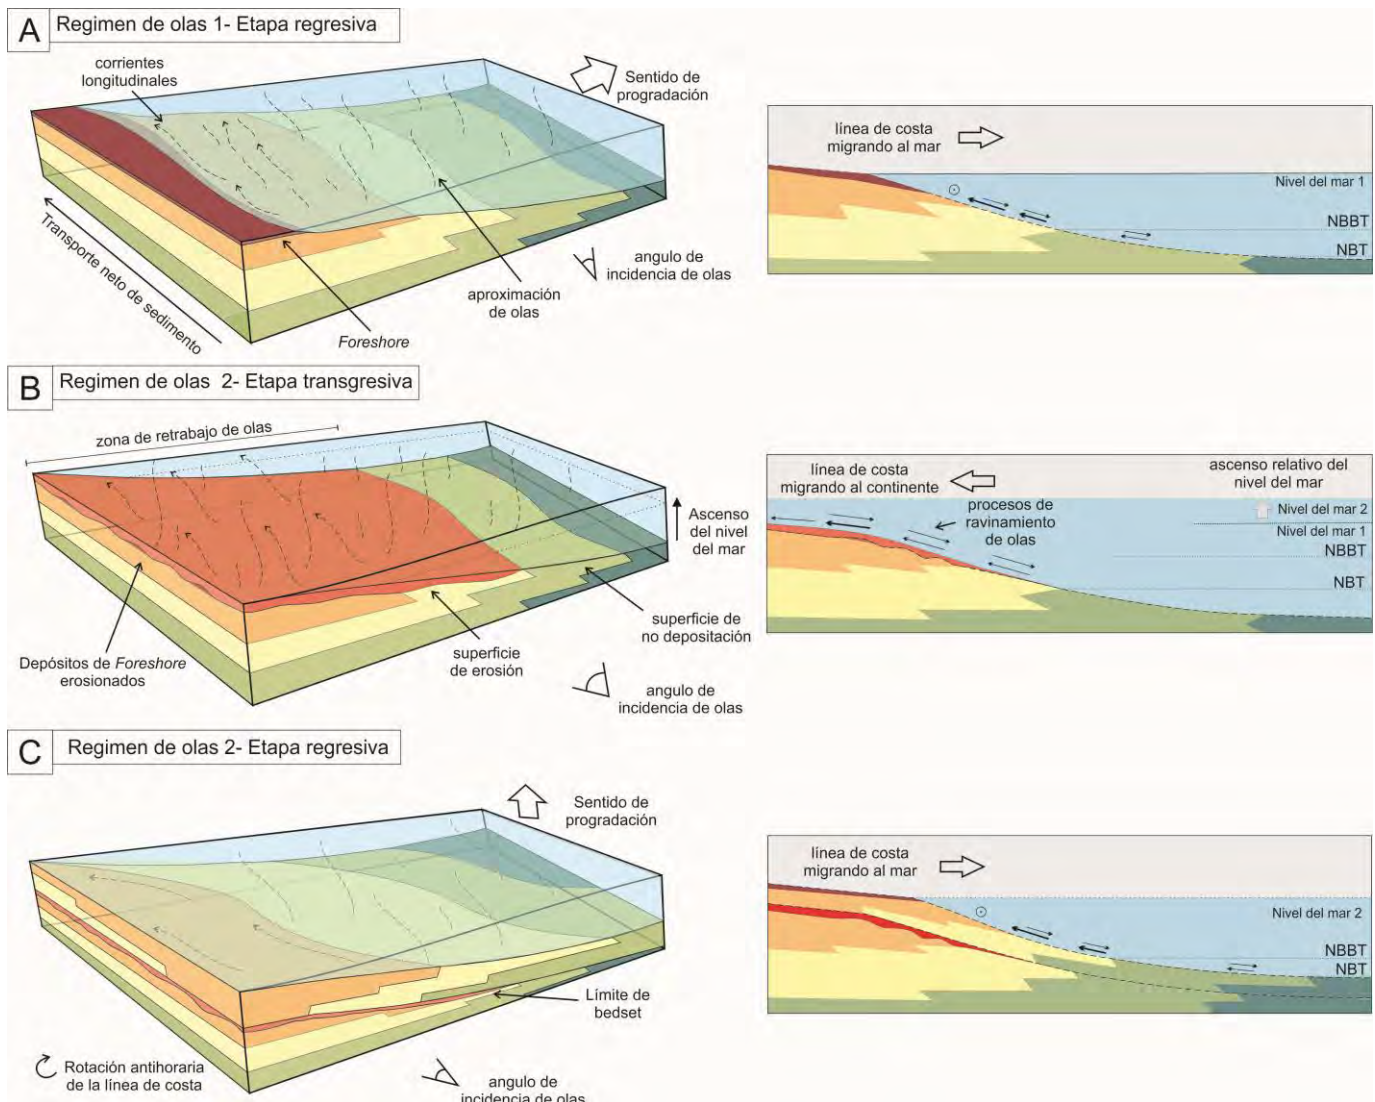 A
Regimen de olas 1- Etapa regresiva
corrientes
longitudinales
Sentido de
progradación
Transporte neto de sedimento
Foreshore
aproximación
de olas
angulo de
incidencia de olas
línea de costa
migrando al mar
Nivel del mar 1
NBBT
NBT
B
Regimen de olas 2- Etapa transgresiva
zona de retrabajo de olas
Ascenso
del nivel
del mar
Depósitos de Foreshore
erosionados
superficie
de erosión
superficie de
no depositación
angulo de
incidencia de olas
línea de costa
migrando al continente
procesos de
ravinamiento
de olas
ascenso relativo del
nivel del mar
Nivel del mar 2
Nivel del mar 1
NBBT
NBT
C
Regimen de olas 2- Etapa regresiva
Sentido de
progradación
Límite de
bedset
Rotación antihoraria
de la línea de costa
angulo de
incidencia de olas
línea de costa
migrando al mar
Nivel del mar 2
NBBT
NBT